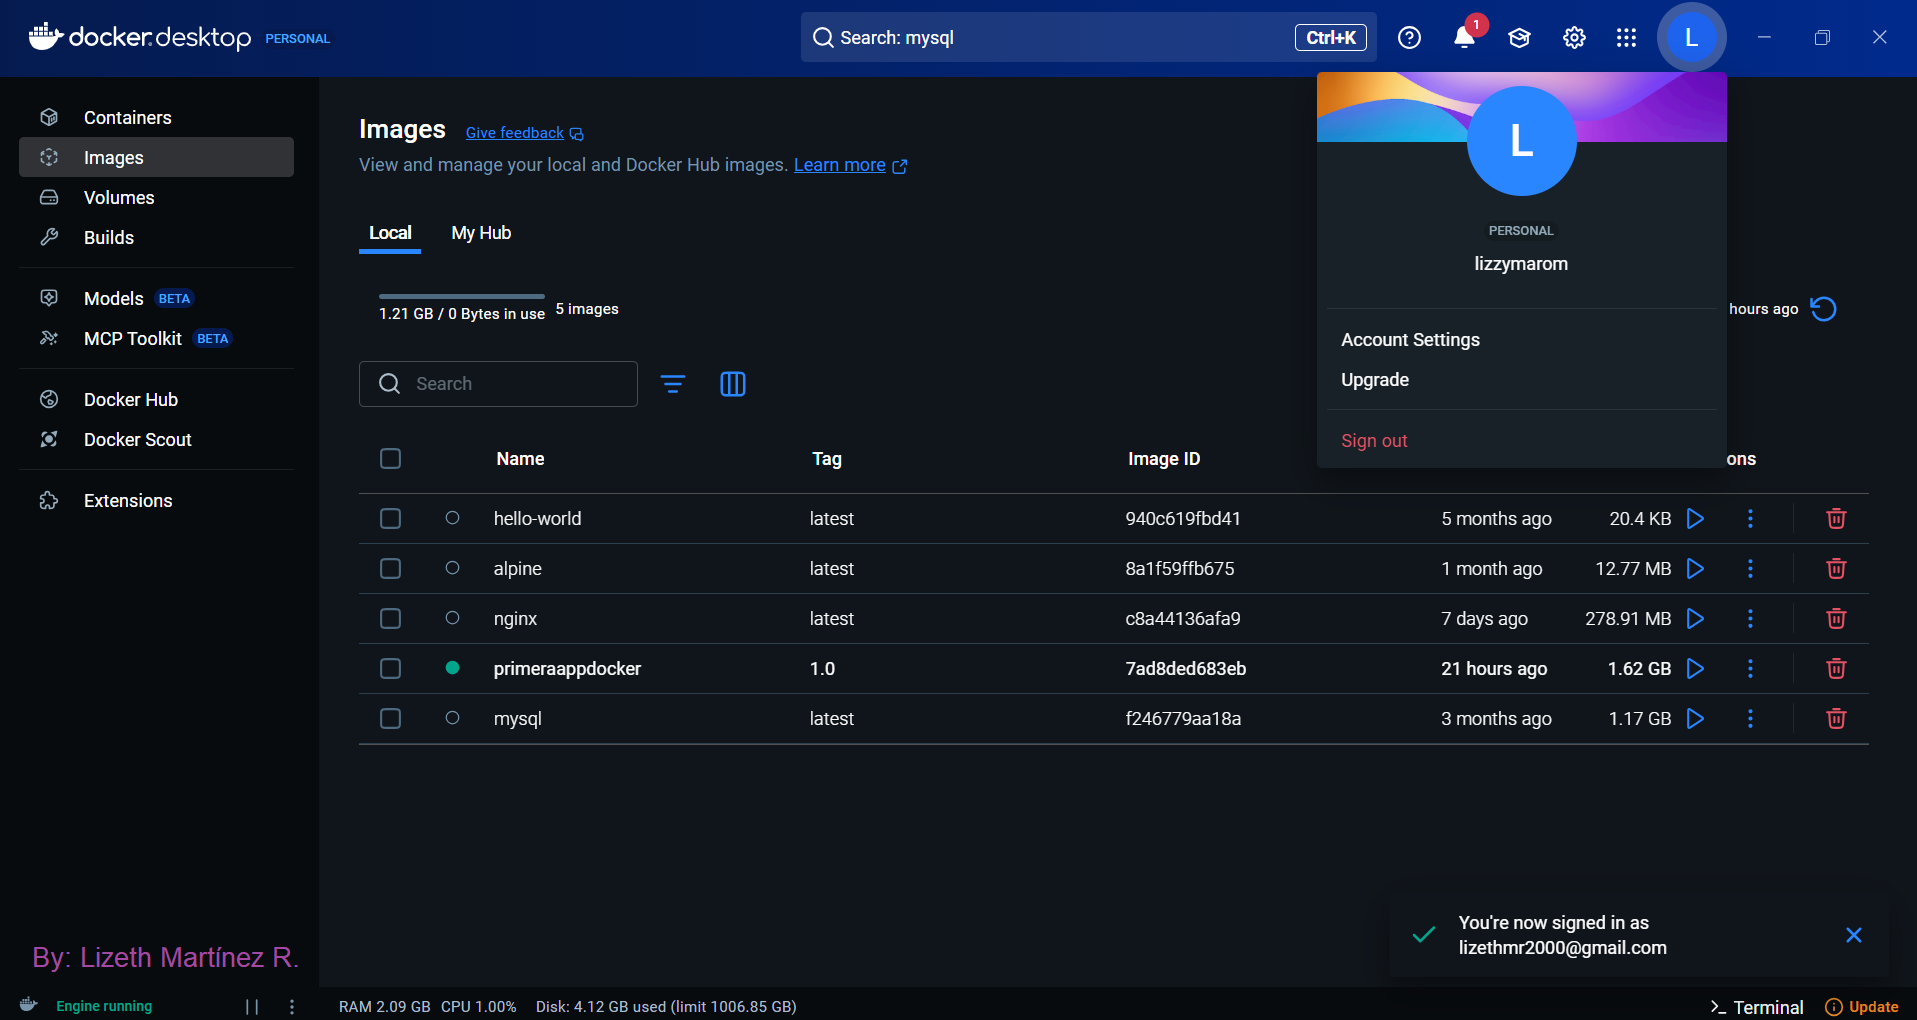 docker.desktop PERSONAL
Search: mysql
Ctrl+K
1
L
Containers
Images
Volumes
Builds
Models BETA
MCP Toolkit BETA
Docker Hub
Docker Scout
Extensions
Images Give feedback
View and manage your local and Docker Hub images. Learn more
Local My Hub
1.21 GB / 0 Bytes in use 5 images
hours ago
Search
L
PERSONAL
lizzymarom
Account Settings
Upgrade
Sign out
Name Tag Image ID ons
hello-world latest 940c619fbd41 5 months ago 20.4 KB
alpine latest 8a1f59ffb675 1 month ago 12.77 MB
nginx latest c8a44136afa9 7 days ago 278.91 MB
primeraappdocker 1.0 7ad8ded683eb 21 hours ago 1.62 GB
mysql latest f246779aa18a 3 months ago 1.17 GB
You're now signed in as
lizethmr2000@gmail.com
By: Lizeth Martínez R.
Engine running
RAM 2.09 GB CPU 1.00% Disk: 4.12 GB used (limit 1006.85 GB)
Terminal
Update